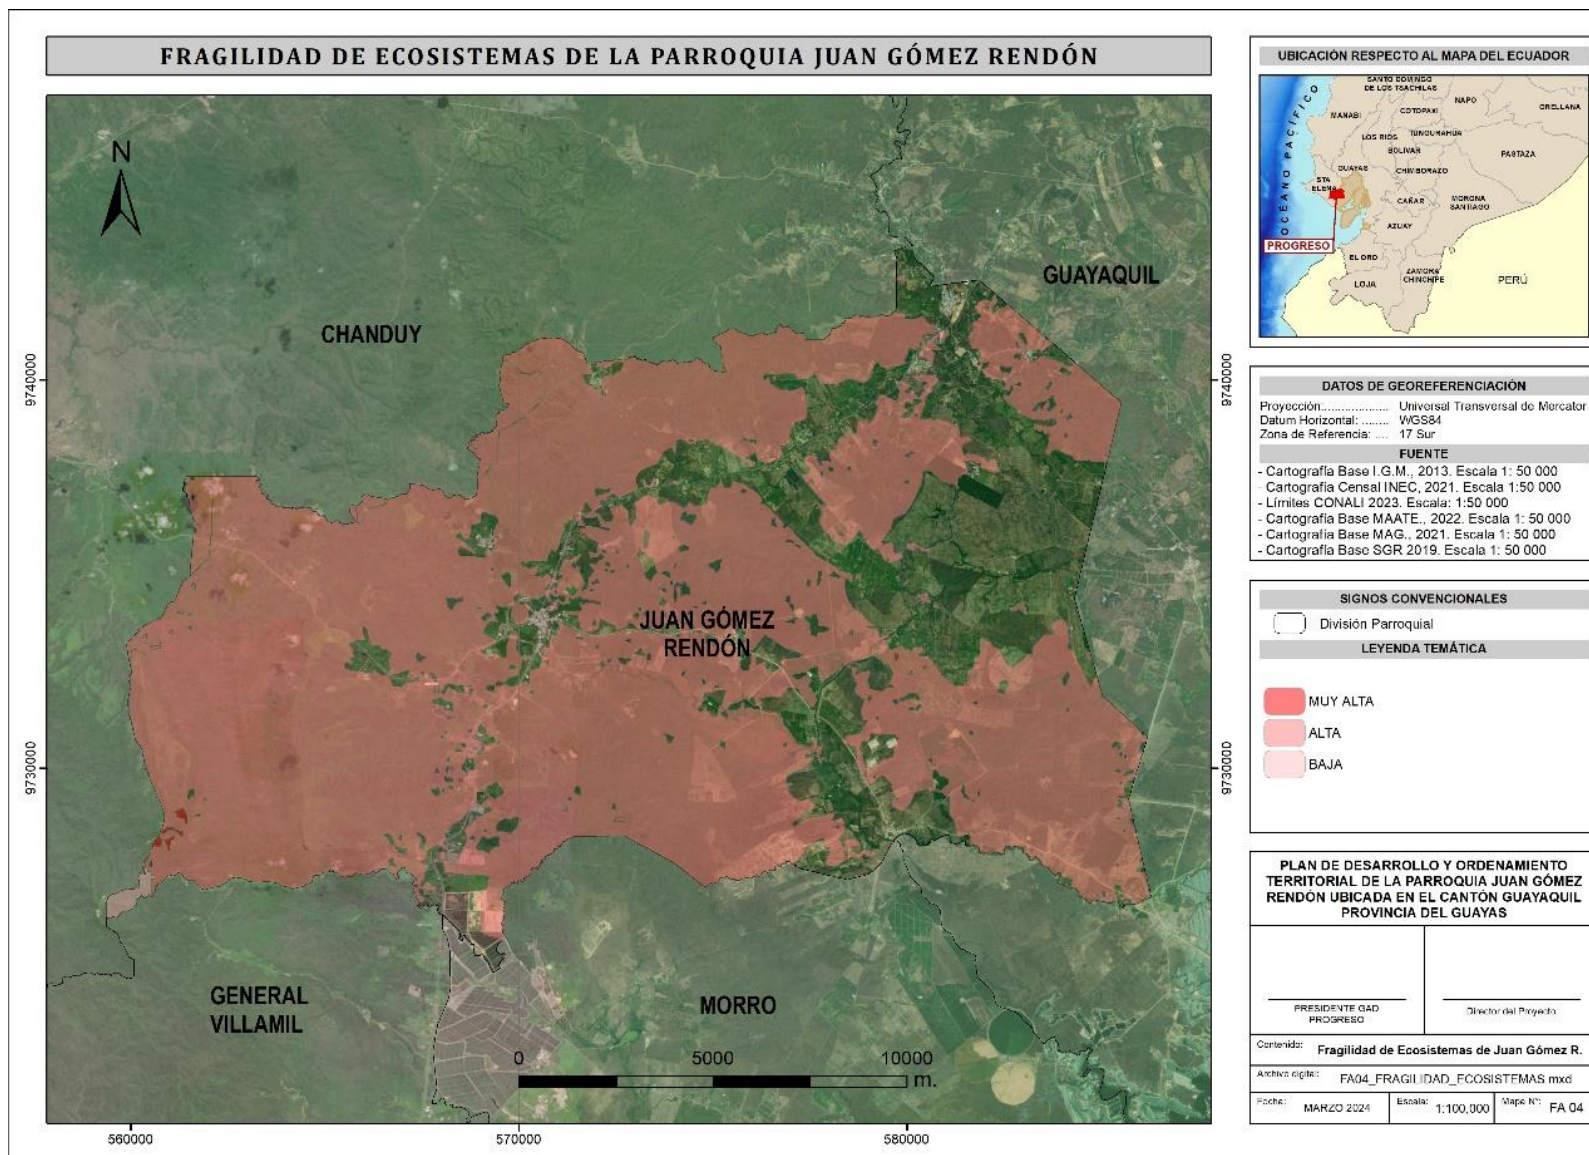 FRAGILIDAD DE ECOSISTEMAS DE LA PARROQUIA JUAN GÓMEZ RENDÓN
N
CHANDUY
GUAYAQUIL
JUAN GÓMEZ
RENDÓN
GENERAL
VILLAMIL
MORRO
0 5000 10000
m.
9740000
9730000
9740000
9730000
560000
570000
580000
UBICACIÓN RESPECTO AL MAPA DEL ECUADOR
OCÉANO PACÍFICO
SANTO DOMINGO
DE LOS TSACHILAS
MANABI
COTOPAXI
NAPO
ORELLANA
LOS RIOS
TUNGURAHUA
BOLIVAR
PASTAZA
GUAYAS
CHIMBORAZO
STA
ELENA
CAÑAR
MORONA
SANTIAGO
AZUAY
PROGRESO
EL ORO
ZAMORA
CHINCHIPE
LOJA
PERÚ
DATOS DE GEOREFERENCIACIÓN
Proyección:................... Universal Transversal de Mercator
Datum Horizontal: ........ WGS84
Zona de Referencia: .... 17 Sur
FUENTE
- Cartografía Base I.G.M., 2013. Escala 1: 50 000
- Cartografía Censal INEC, 2021. Escala 1:50 000
- Límites CONALI 2023. Escala: 1:50 000
- Cartografía Base MAATE., 2022. Escala 1: 50 000
- Cartografía Base MAG., 2021. Escala 1: 50 000
- Cartografía Base SGR 2019. Escala 1: 50 000
SIGNOS CONVENCIONALES
División Parroquial
LEYENDA TEMÁTICA
MUY ALTA
ALTA
BAJA
PLAN DE DESARROLLO Y ORDENAMIENTO
TERRITORIAL DE LA PARROQUIA JUAN GÓMEZ
RENDÓN UBICADA EN EL CANTÓN GUAYAQUIL
PROVINCIA DEL GUAYAS
PRESIDENTE GAD
PROGRESO
Director del Proyecto
Contenido: Fragilidad de Ecosistemas de Juan Gómez R.
Archivo digital: FA04_FRAGILIDAD_ECOSISTEMAS.mxd
Fecha: MARZO 2024 Escala: 1:100,000 Mapa N°: FA 04